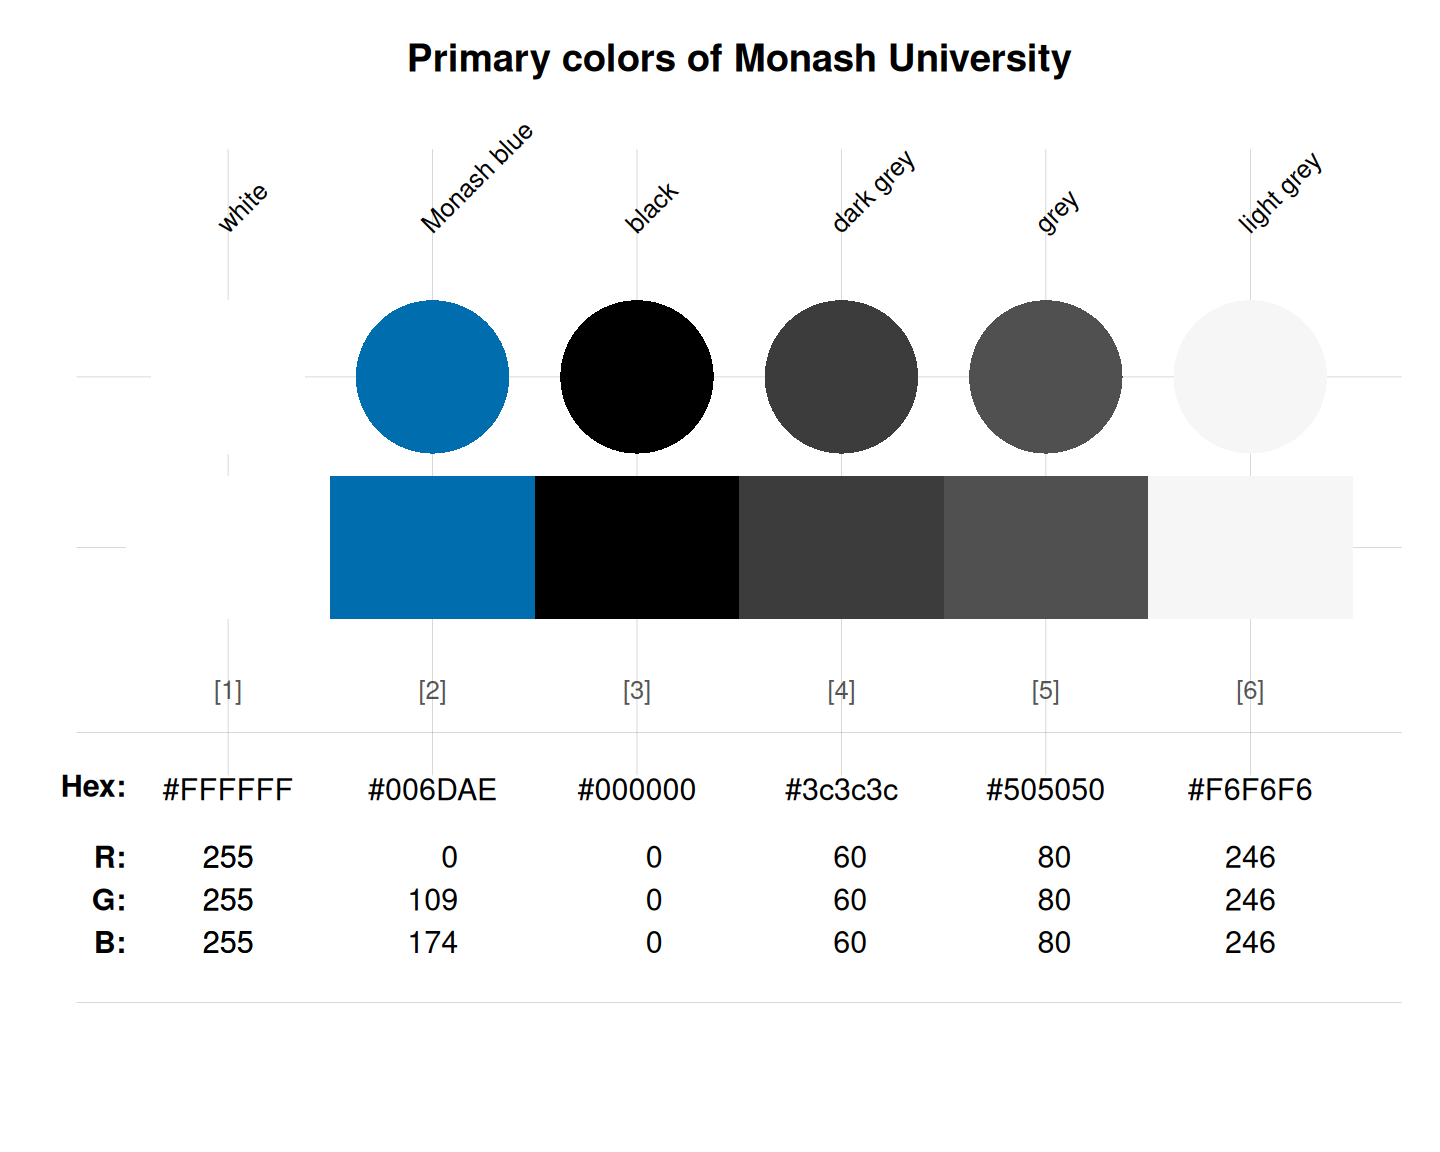 Primary colors of Monash University
white Monash blue black dark grey grey light grey
[1] [2] [3] [4] [5] [6]
Hex: #FFFFFF #006DAE #000000 #3c3c3c #505050 #F6F6F6
R: 255 0 0 60 80 246
G: 255 109 0 60 80 246
B: 255 174 0 60 80 246